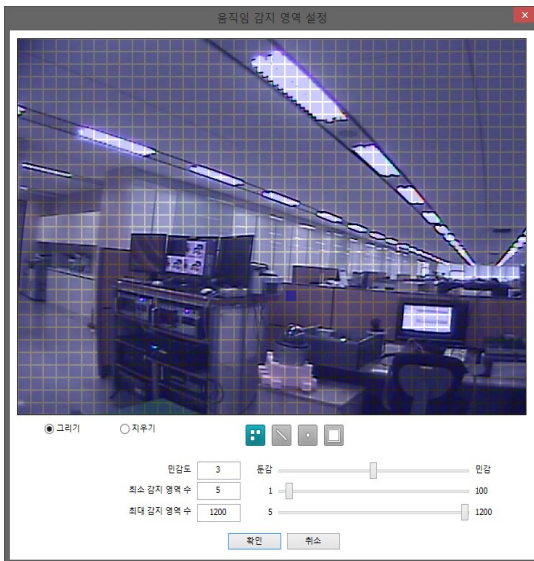 움직임 감지 영역 설정
그리기 지우기
민감도 3 둔감 민감
최소 감지 영역 수 5 1 100
최대 감지 영역 수 1200 5 1200
확인 취소